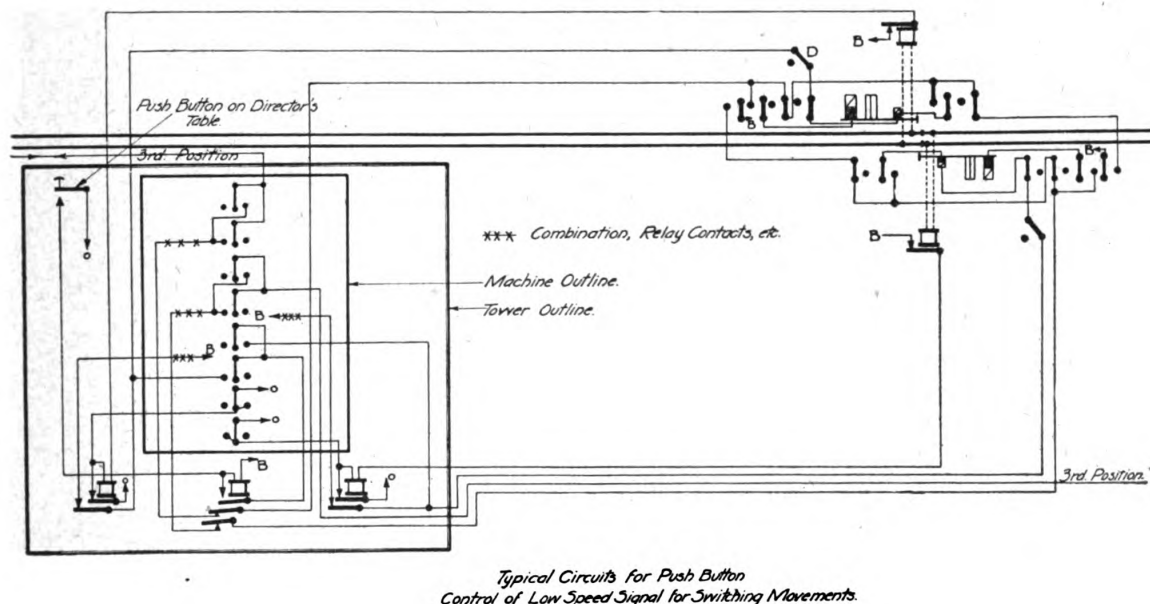 B
D
Push Button on Director's
Table.
B
3rd. Position
B
*** Combination, Relay Contacts, etc.
B
Machine Outline.
B
Tower Outline.
B
o
o
o
B
o
o
3rd. Position.
Typical Circuits for Push Button
Control of Low Speed Signal for Switching Movements.